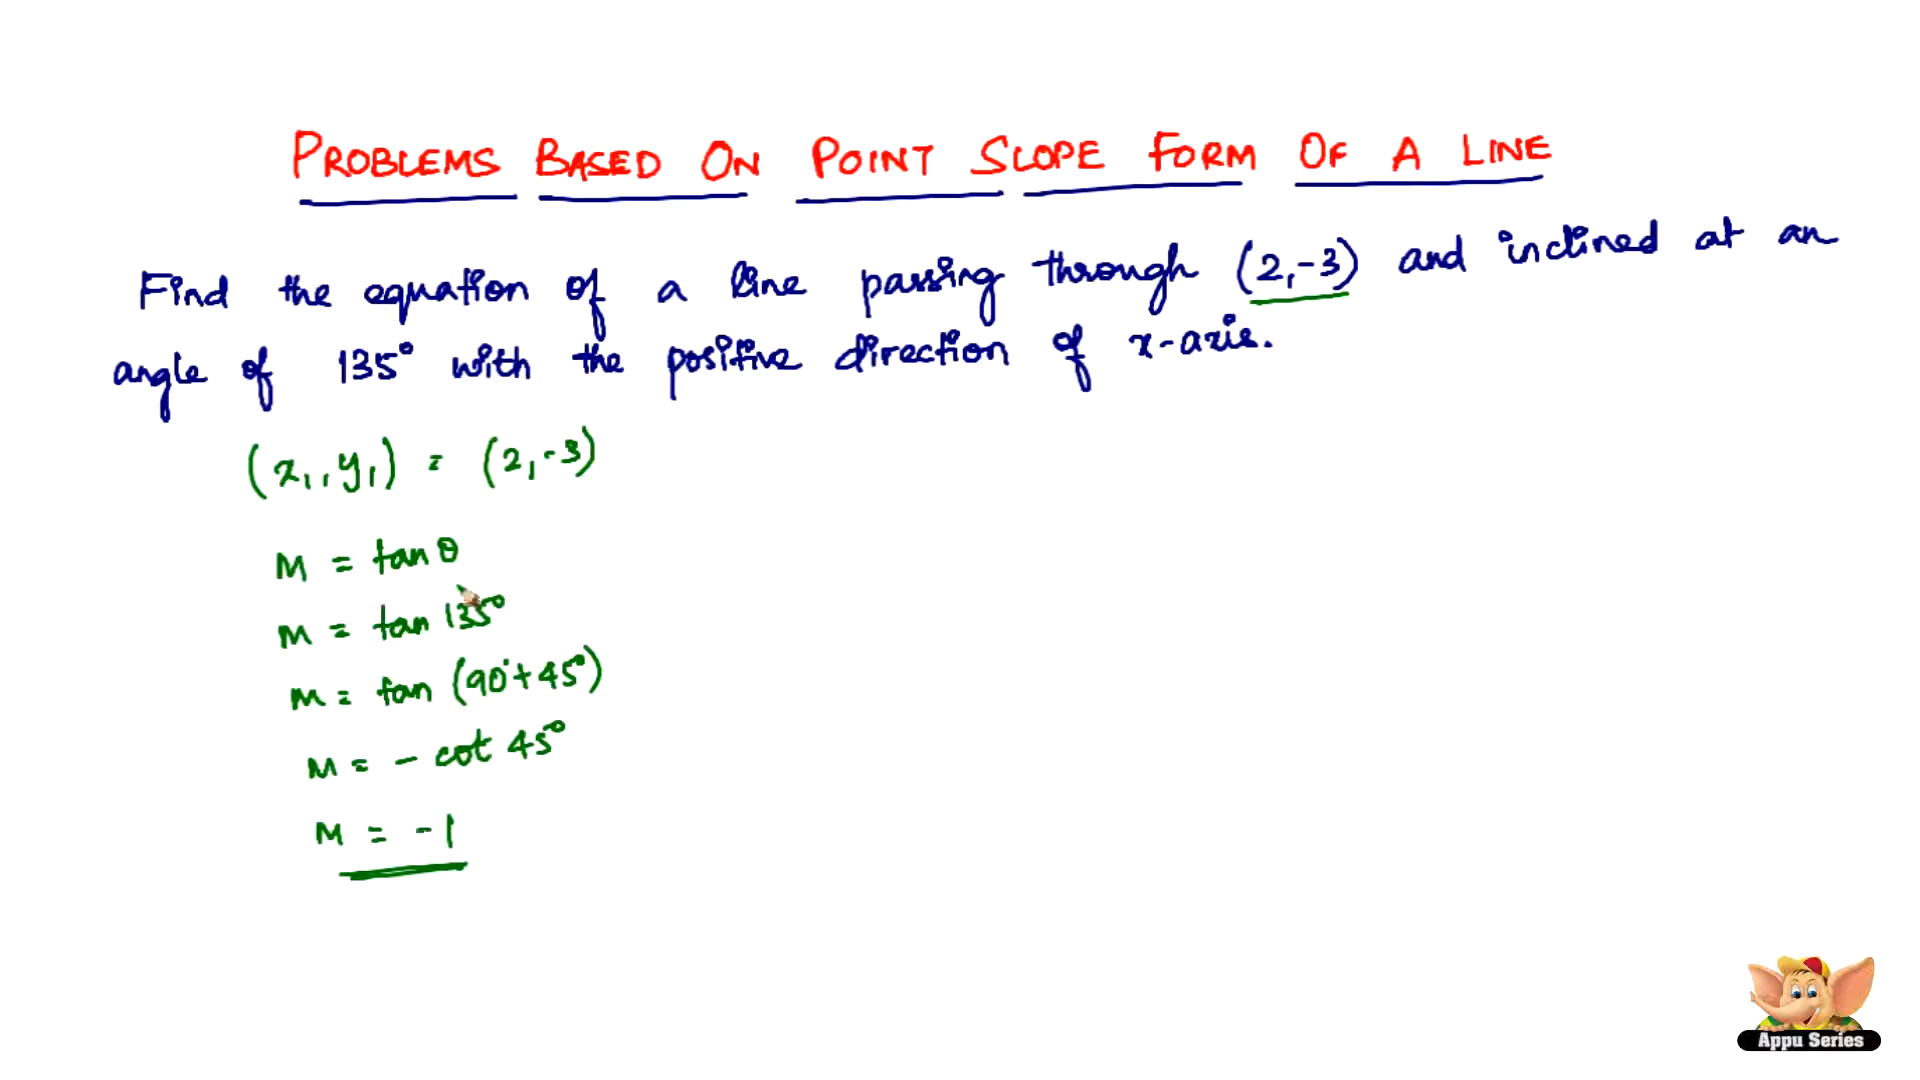 PROBLEMS BASED ON POINT SLOPE FORM OF A LINE
Find the equation of a line passing through (2,-3) and inclined at an
angle of 135° with the positive direction of x-axis.
(x₁, y₁) = (2,-3)
M = tan θ
M = tan 135°
M = tan (90°+45°)
M = - cot 45°
M = -1
Appu Series